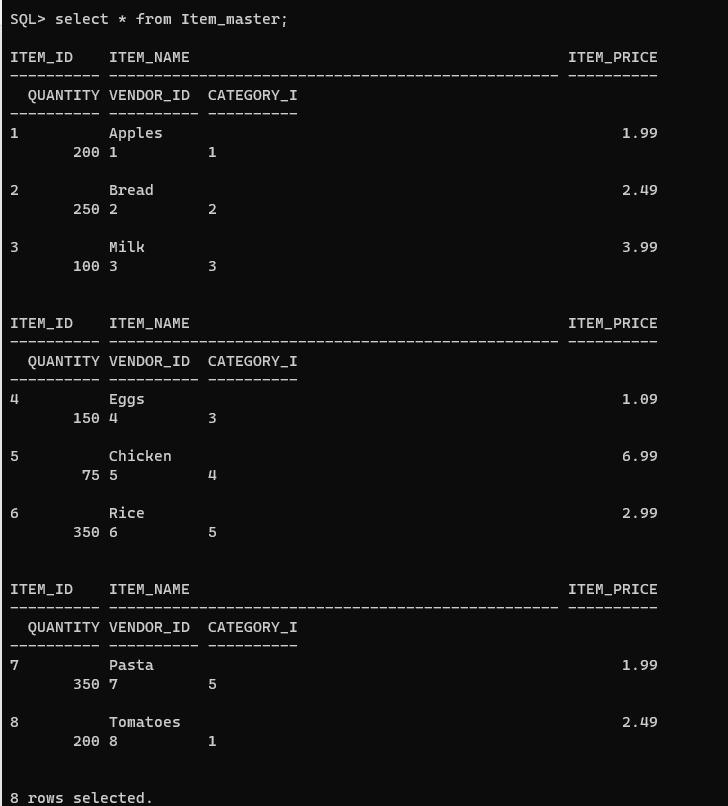 SQL> select * from Item_master;
ITEM_ID    ITEM_NAME                                          ITEM_PRICE
---------- -------------------------------------------------- ----------
  QUANTITY VENDOR_ID  CATEGORY_I
---------- ---------- ----------
1          Apples                                                   1.99
       200 1          1
2          Bread                                                    2.49
       250 2          2
3          Milk                                                     3.99
       100 3          3
ITEM_ID    ITEM_NAME                                          ITEM_PRICE
---------- -------------------------------------------------- ----------
  QUANTITY VENDOR_ID  CATEGORY_I
---------- ---------- ----------
4          Eggs                                                     1.09
       150 4          3
5          Chicken                                                  6.99
        75 5          4
6          Rice                                                     2.99
       350 6          5
ITEM_ID    ITEM_NAME                                          ITEM_PRICE
---------- -------------------------------------------------- ----------
  QUANTITY VENDOR_ID  CATEGORY_I
---------- ---------- ----------
7          Pasta                                                    1.99
       350 7          5
8          Tomatoes                                                 2.49
       200 8          1
8 rows selected.